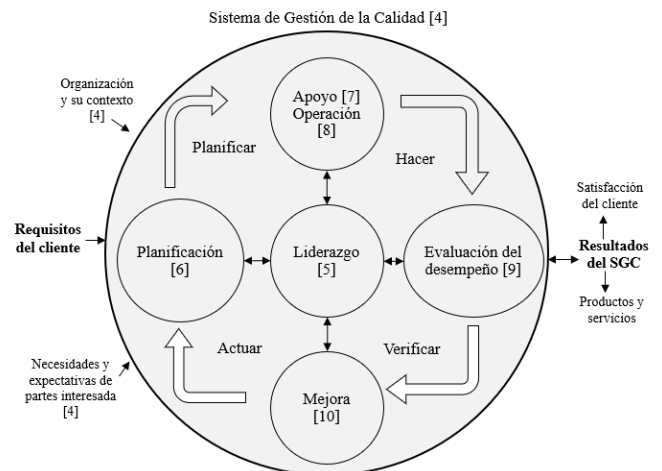 Sistema de Gestión de la Calidad [4]
Organización
y su contexto
[4]
Apoyo [7]
Operación
[8]
Planificar
Hacer
Satisfacción
del cliente
Requisitos
del cliente
Planificación
[6]
Liderazgo
[5]
Evaluación del
desempeño [9]
Resultados
del SGC
Productos y
servicios
Actuar
Verificar
Necesidades y
expectativas de
partes interesada
[4]
Mejora
[10]